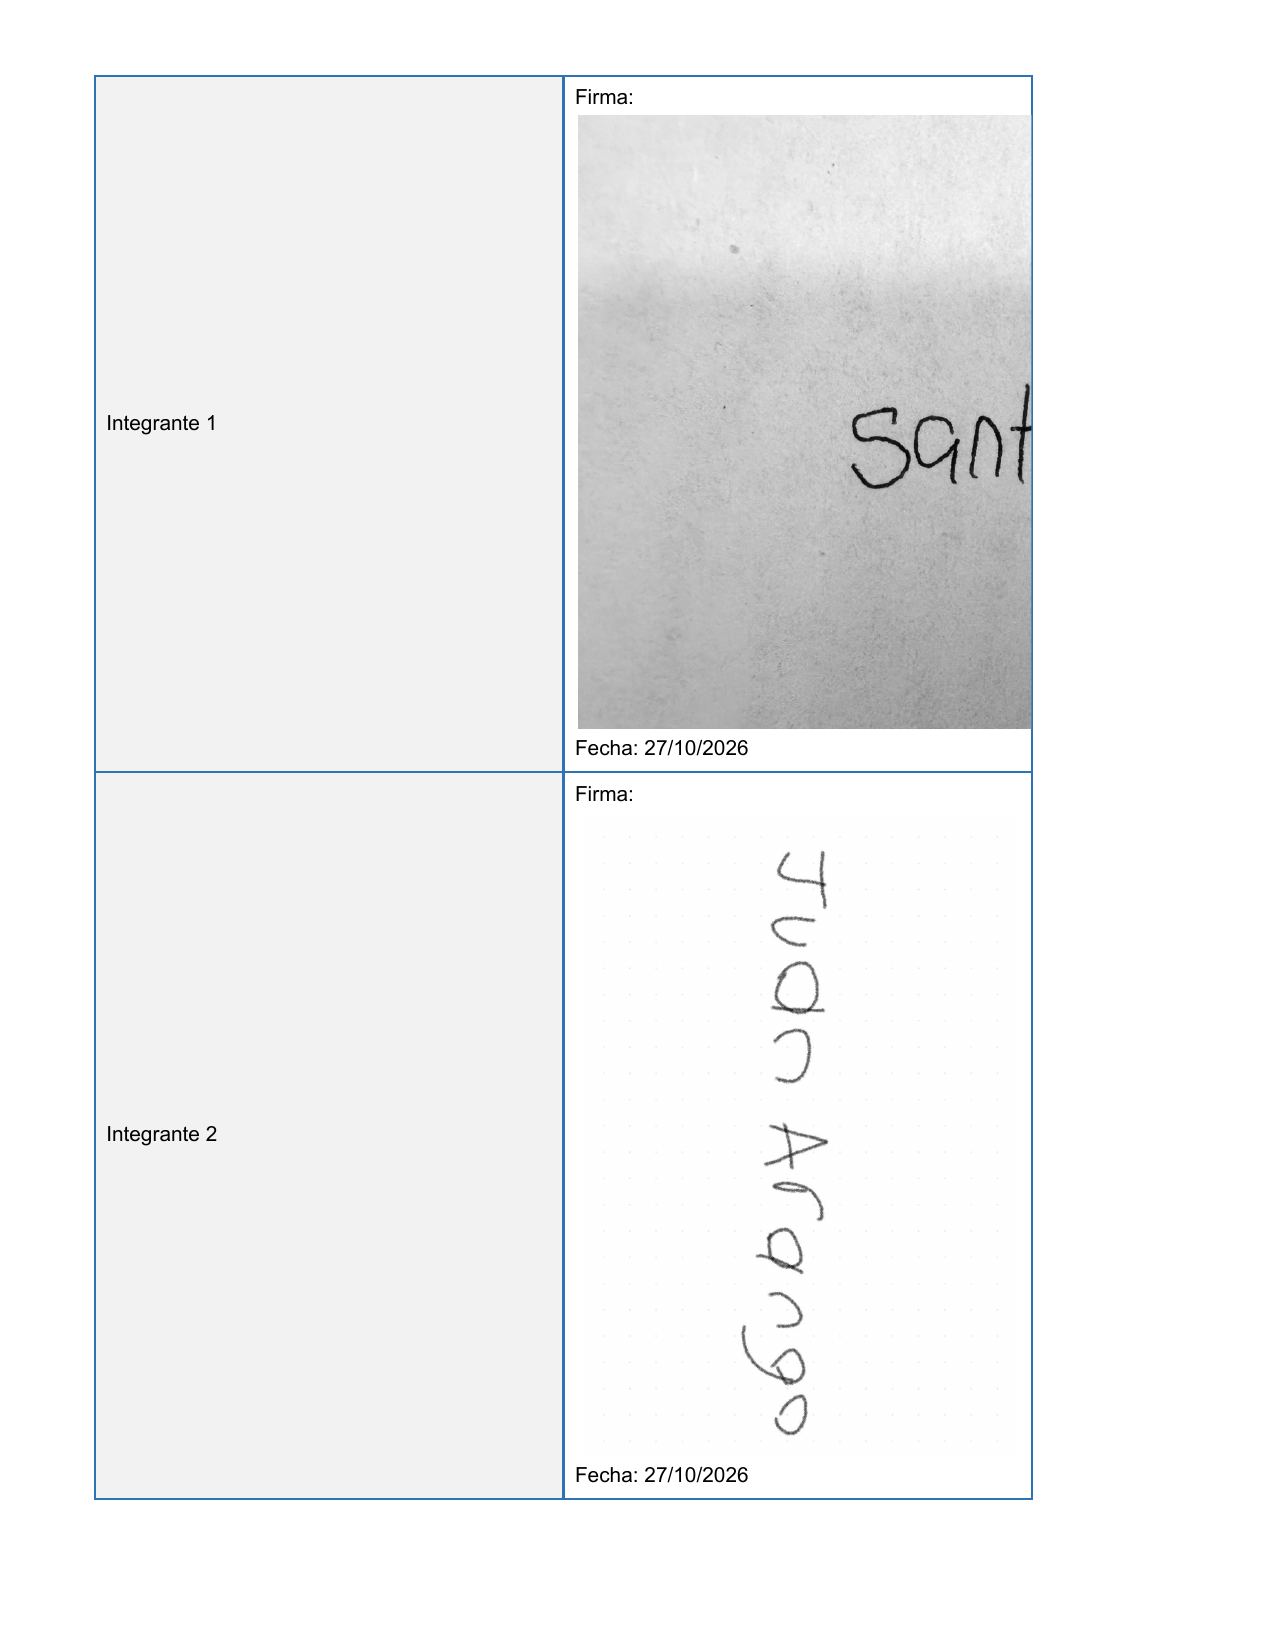 Firma:
Sant
Integrante 1
Fecha: 27/10/2026
Firma:
Juan Arango
Integrante 2
Fecha: 27/10/2026